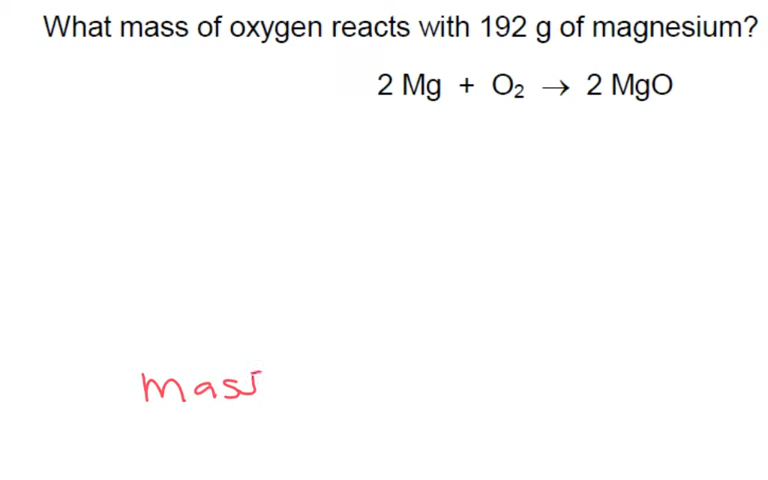 What mass of oxygen reacts with 192 g of magnesium?
2 Mg + O₂ → 2 MgO
mass